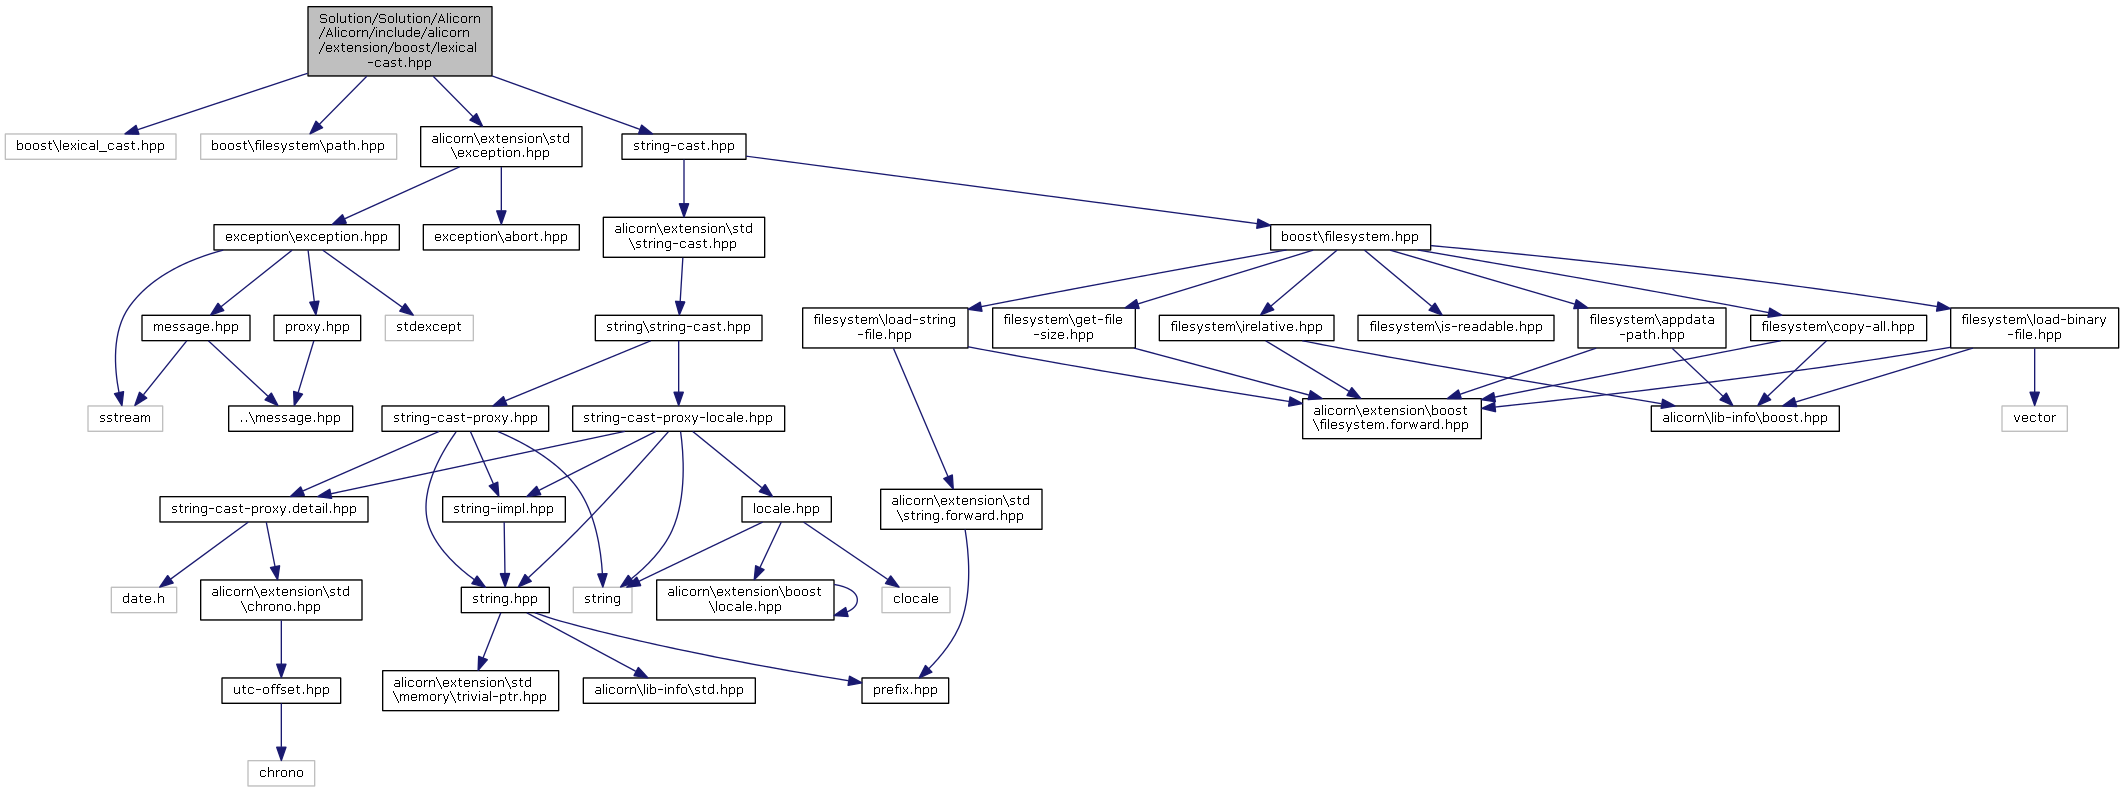 Solution/Solution/Alicorn
/Alicorn/include/alicorn
/extension/boost/lexical
-cast.hpp
boost\lexical_cast.hpp
boost\filesystem\path.hpp
alicorn\extension\std
\exception.hpp
string-cast.hpp
exception\exception.hpp
exception\abort.hpp
alicorn\extension\std
\string-cast.hpp
boost\filesystem.hpp
message.hpp
proxy.hpp
stdexcept
string\string-cast.hpp
filesystem\load-string
-file.hpp
filesystem\get-file
-size.hpp
filesystem\irelative.hpp
filesystem\is-readable.hpp
filesystem\appdata
-path.hpp
filesystem\copy-all.hpp
filesystem\load-binary
-file.hpp
sstream
..\message.hpp
string-cast-proxy.hpp
string-cast-proxy-locale.hpp
alicorn\extension\boost
\filesystem.forward.hpp
alicorn\lib-info\boost.hpp
vector
string-cast-proxy.detail.hpp
string-iimpl.hpp
locale.hpp
alicorn\extension\std
\string.forward.hpp
date.h
alicorn\extension\std
\chrono.hpp
string.hpp
string
alicorn\extension\boost
\locale.hpp
clocale
utc-offset.hpp
alicorn\extension\std
\memory\trivial-ptr.hpp
alicorn\lib-info\std.hpp
prefix.hpp
chrono